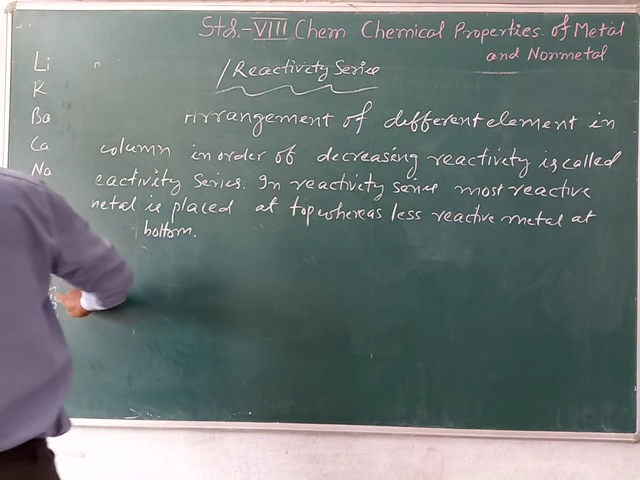 Std.- VIII Chem Chemical Properties of Metal
and Nonmetal
Reactivity Series
Li
K
Ba
Ca
Na
Arrangement of different element in
column in order of decreasing reactivity is called
eactivity Series. In reactivity series most reactive
metal is placed at top whereas less reactive metal at
bottom.